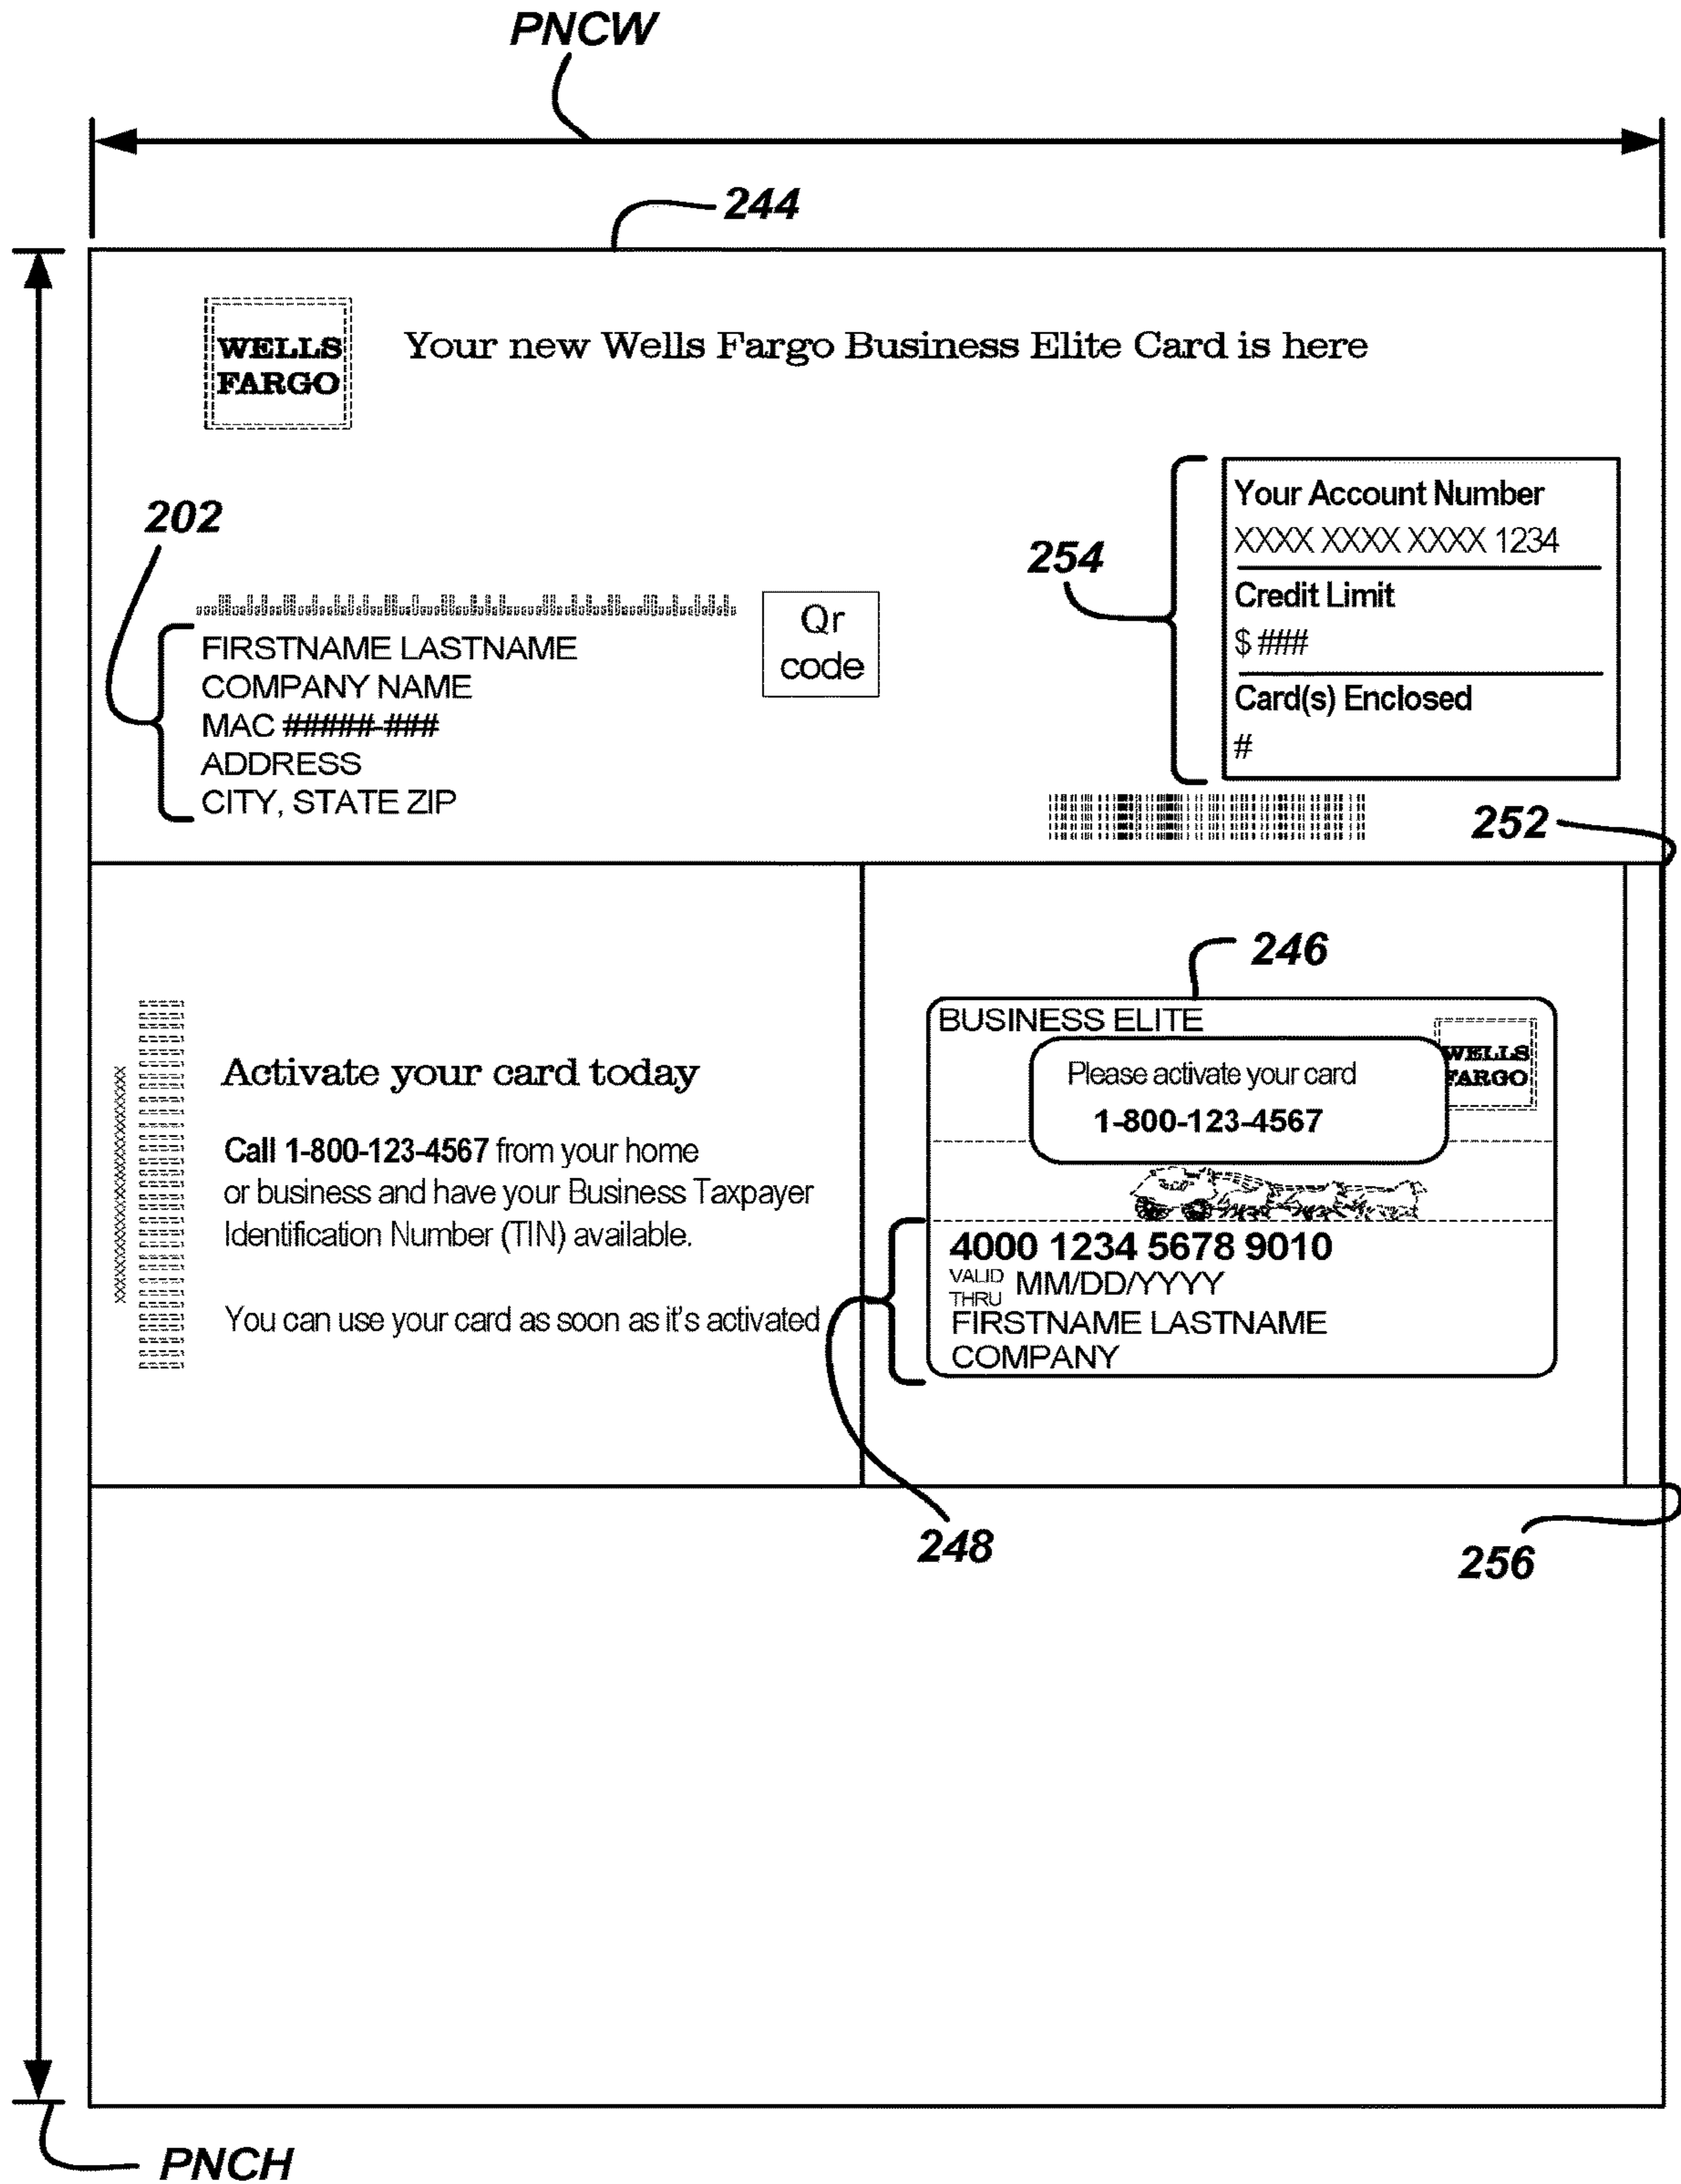 PNCW
244
WELLS
FARGO
Your new Wells Fargo Business Elite Card is here
202
254
Your Account Number
XXXX XXXX XXXX 1234
Credit Limit
$ ###
Card(s) Enclosed
#
Qr
code
FIRSTNAME LASTNAME
COMPANY NAME
MAC #####-###
ADDRESS
CITY, STATE ZIP
252
246
Activate your card today
Call 1-800-123-4567 from your home
or business and have your Business Taxpayer
Identification Number (TIN) available.
You can use your card as soon as it's activated
BUSINESS ELITE
WELLS
FARGO
Please activate your card
1-800-123-4567
4000 1234 5678 9010
VALID
THRU MM/DD/YYYY
FIRSTNAME LASTNAME
COMPANY
248
256
PNCH